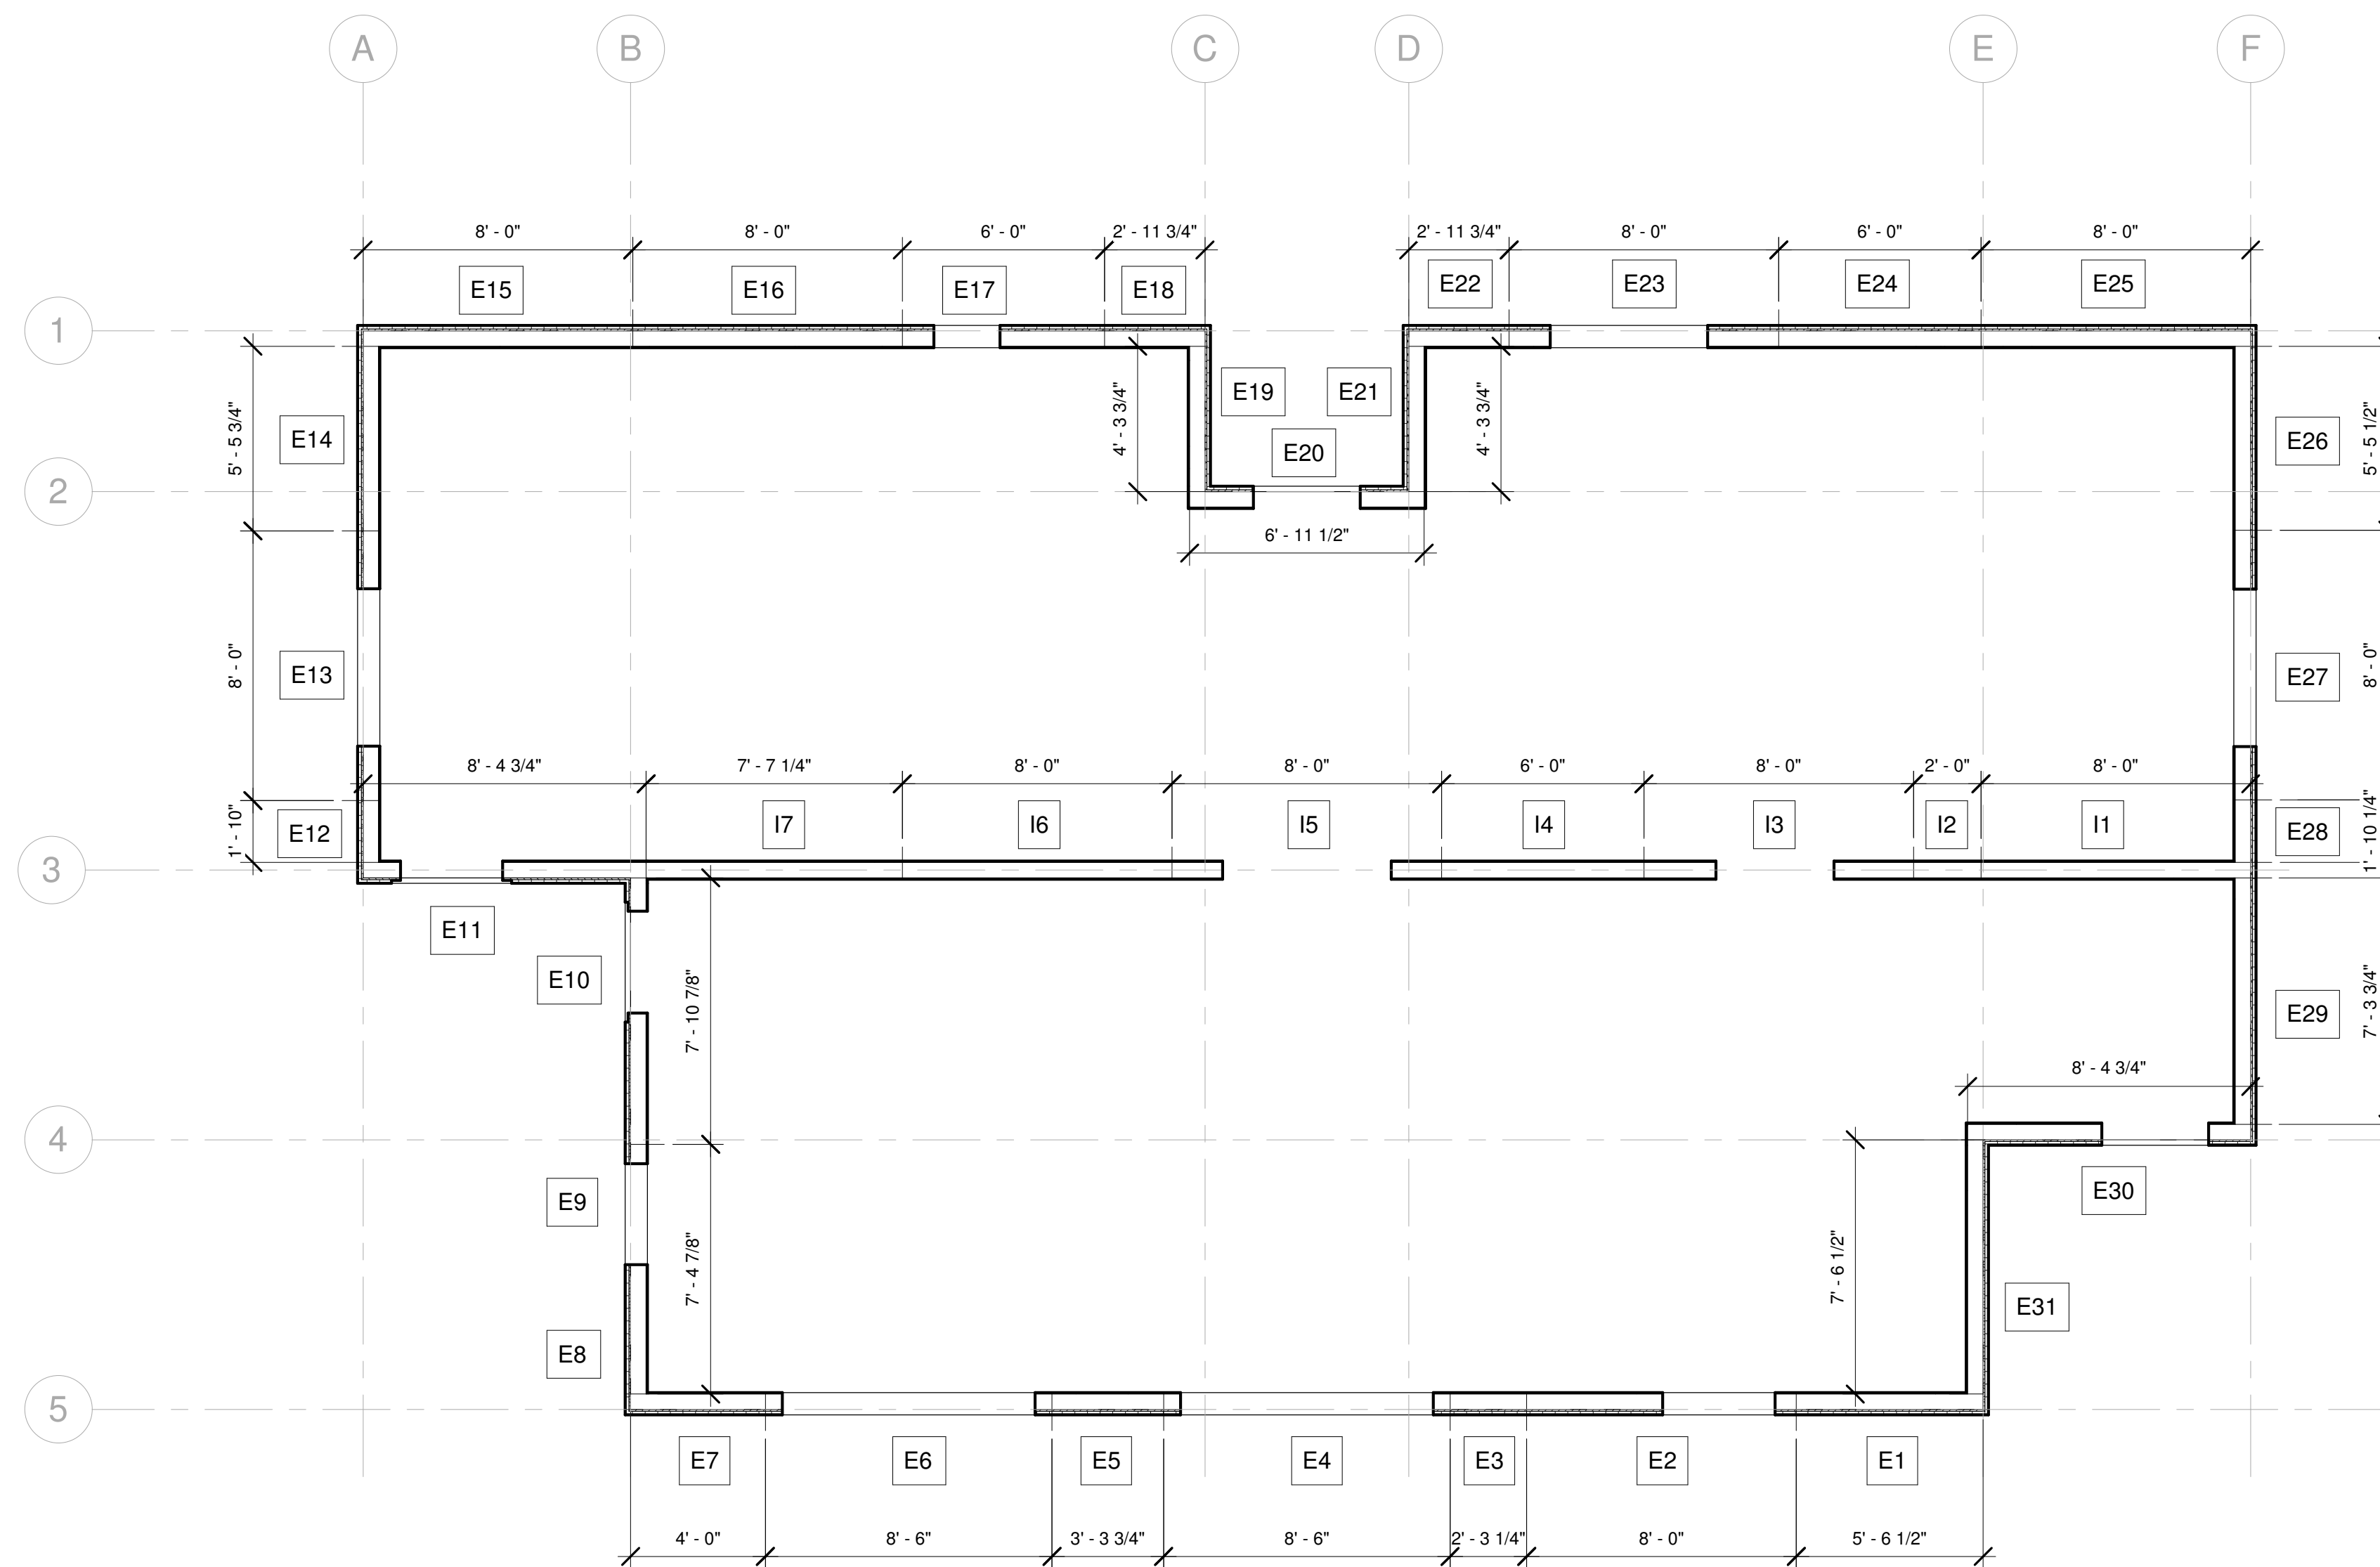 A B C D E F
8' - 0" 8' - 0" 6' - 0" 2' - 11 3/4" 2' - 11 3/4" 8' - 0" 6' - 0" 8' - 0"
E15 E16 E17 E18 E22 E23 E24 E25
1
E19 E21
4' - 3 3/4" 4' - 3 3/4"
5' - 5 3/4" E14 E26 5' - 5 1/2"
E20
2
6' - 11 1/2"
8' - 0" E13 E27 8' - 0"
8' - 4 3/4" 7' - 7 1/4" 8' - 0" 8' - 0" 6' - 0" 8' - 0" 2' - 0" 8' - 0"
1' - 10" E12 I7 I6 I5 I4 I3 I2 I1 E28 1' - 10 1/4"
3
E11
E10 7' - 10 7/8" E29 7' - 3 3/4"
8' - 4 3/4"
4
E9 E30
7' - 4 7/8" 7' - 6 1/2"
E31
E8
5
E7 E6 E5 E4 E3 E2 E1
4' - 0" 8' - 6" 3' - 3 3/4" 8' - 6" 2' - 3 1/4" 8' - 0" 5' - 6 1/2"